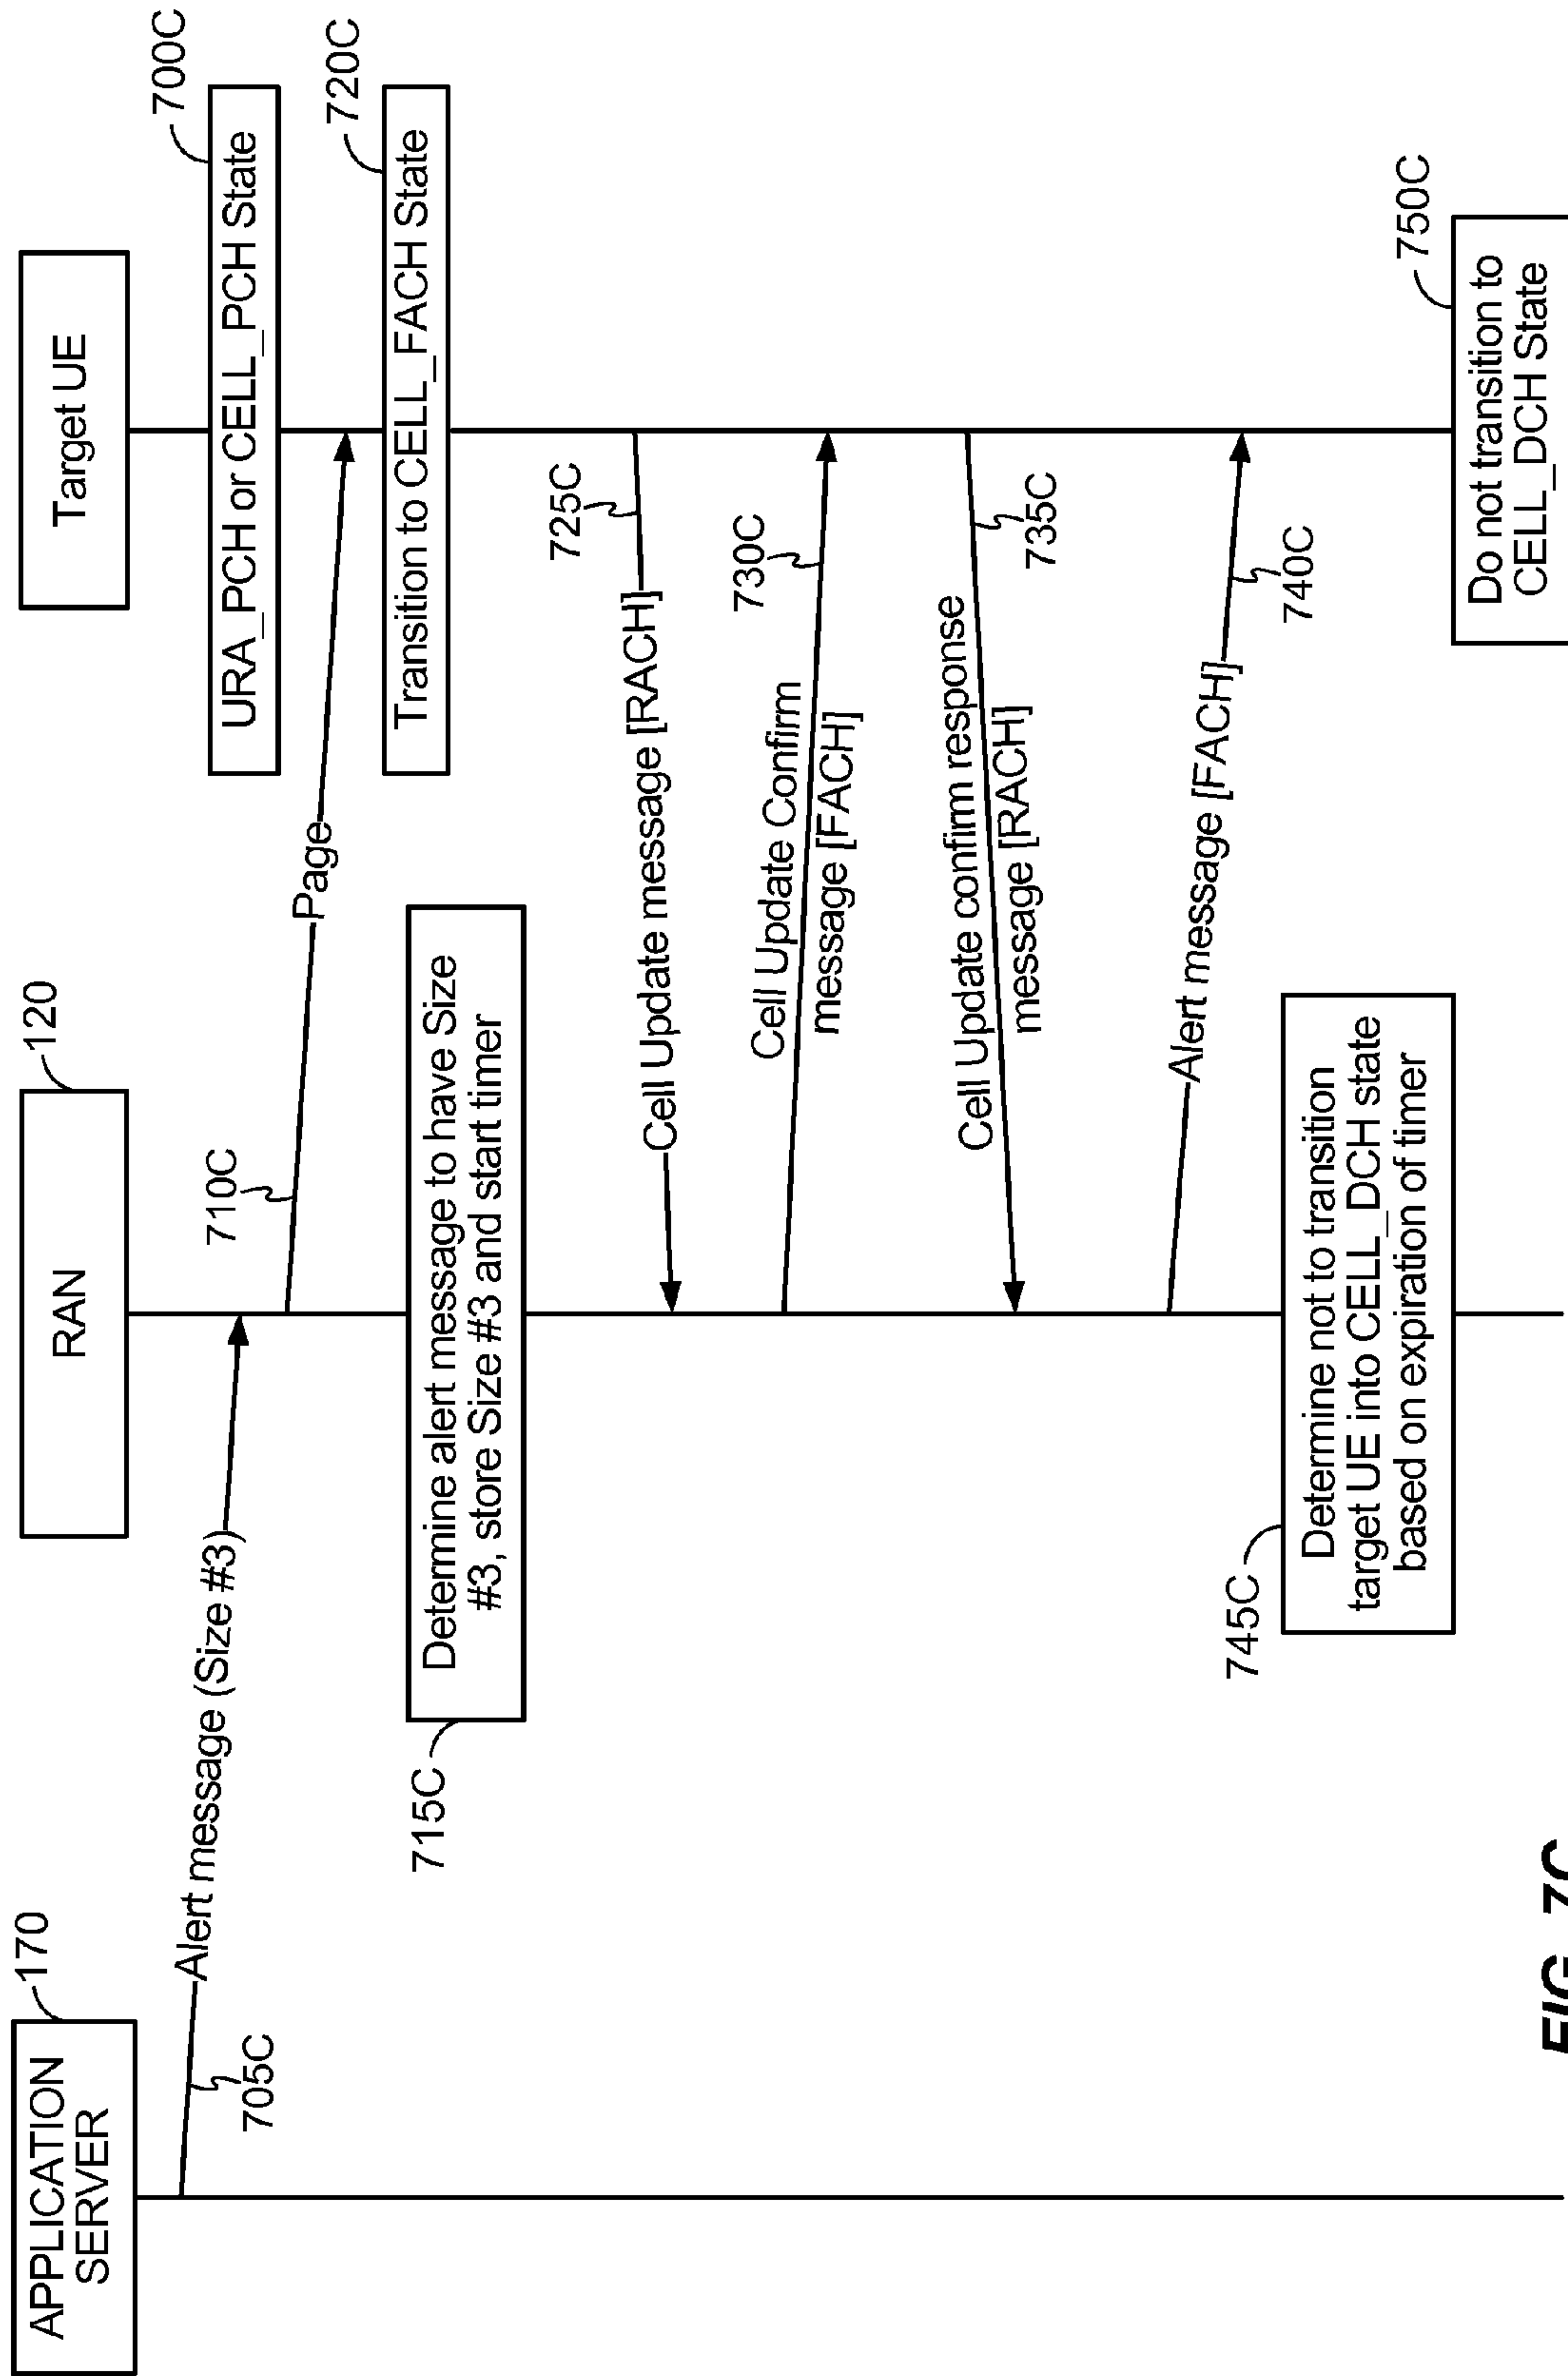 APPLICATION
SERVER
170
RAN
120
Target UE
URA_PCH or CELL_PCH State
700C
Alert message (Size #3)
705C
Page
710C
Determine alert message to have Size
#3, store Size #3 and start timer
715C
Transition to CELL_FACH State
720C
Cell Update message [RACH]
725C
Cell Update Confirm
message [FACH]
730C
Cell Update confirm response
message [RACH]
735C
Alert message [FACH]
740C
Determine not to transition
target UE into CELL_DCH state
based on expiration of timer
745C
Do not transition to
CELL_DCH State
750C
FIG. 7C